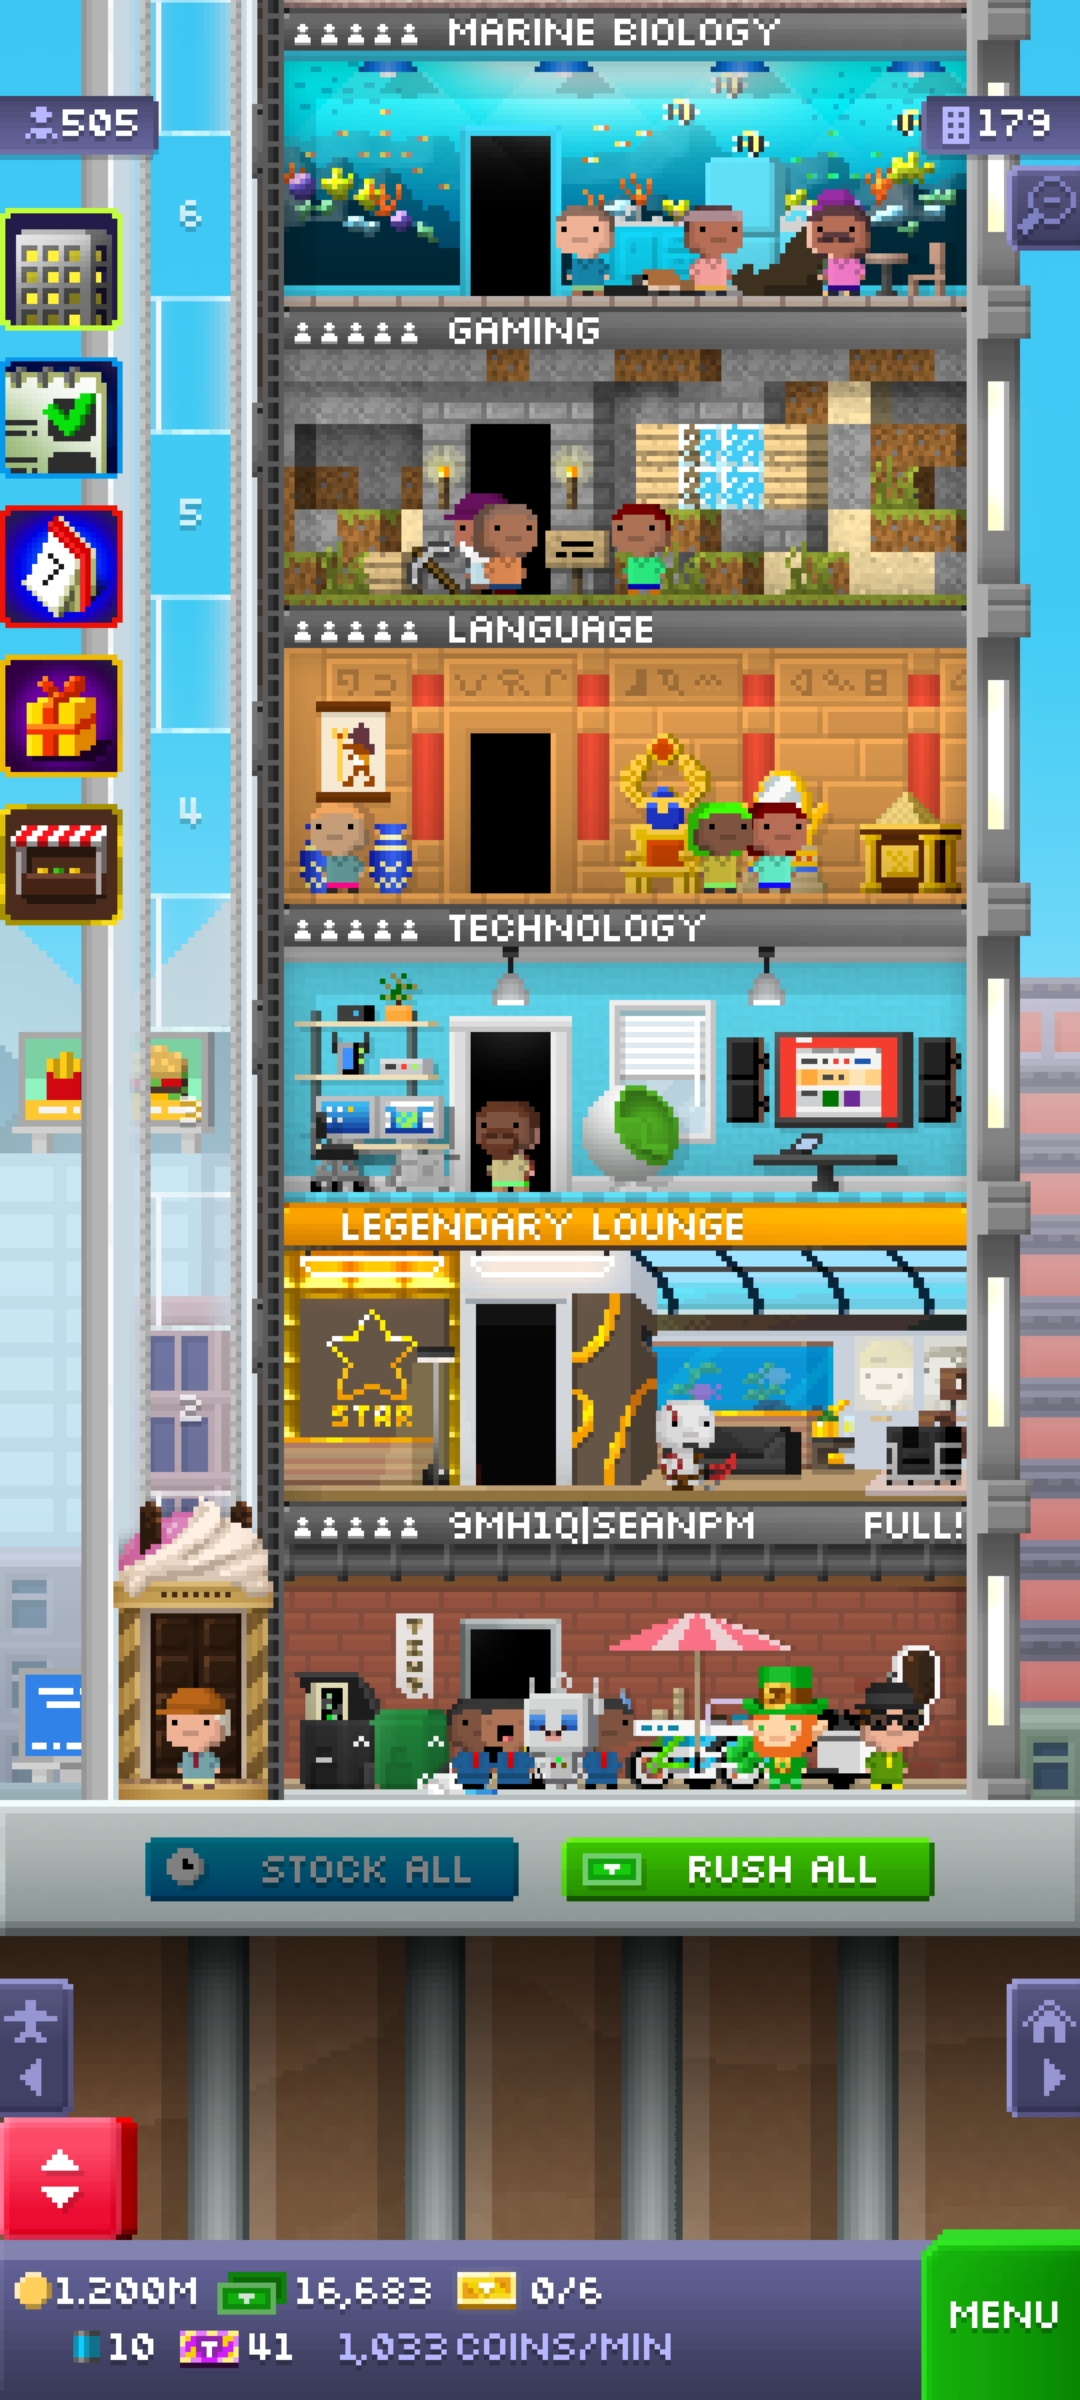 MARINE BIOLOGY
505
179
6
GAMING
5
LANGUAGE
4
TECHNOLOGY
LEGENDARY LOUNGE
STAR
2
9MH1Q|SEANPM FULL!
STOCK ALL
RUSH ALL
1.200M 16,683 0/6
10 41 1,033 COINS/MIN
MENU